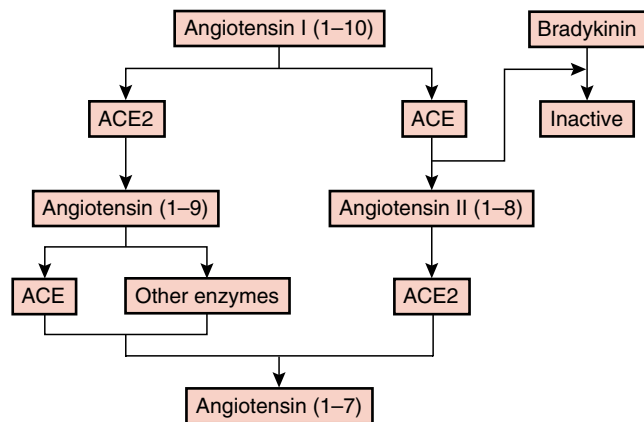 Angiotensin I (1–10)
Bradykinin
ACE2
ACE
Inactive
Angiotensin (1–9)
Angiotensin II (1–8)
ACE
Other enzymes
ACE2
Angiotensin (1–7)